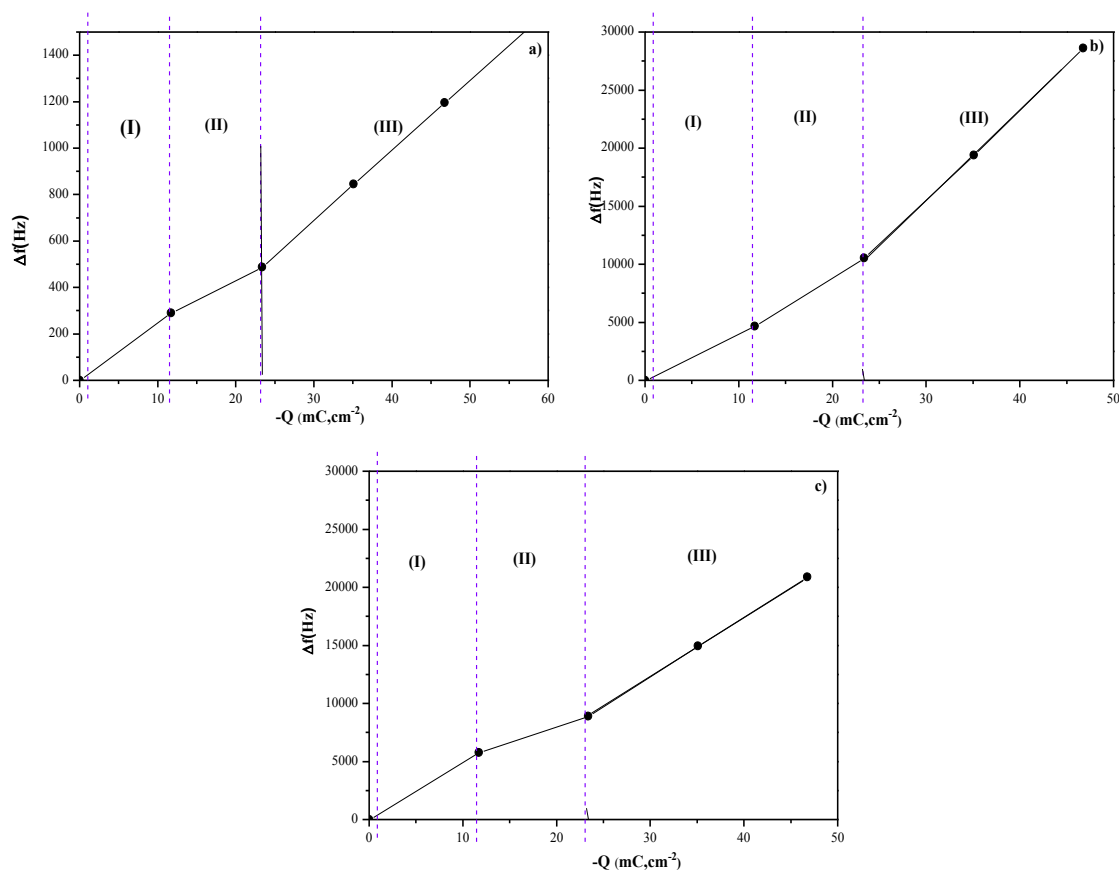 a)
1400
1200
1000
800
600
400
200
0
Δf(Hz)
(I)
(II)
(III)
0 10 20 30 40 50 60
-Q (mC,cm⁻²)
b)
30000
25000
20000
15000
10000
5000
0
Δf(Hz)
(I)
(II)
(III)
0 10 20 30 40 50
-Q (mC,cm⁻²)
c)
30000
25000
20000
15000
10000
5000
0
Δf(Hz)
(I)
(II)
(III)
0 10 20 30 40 50
-Q (mC,cm⁻²)